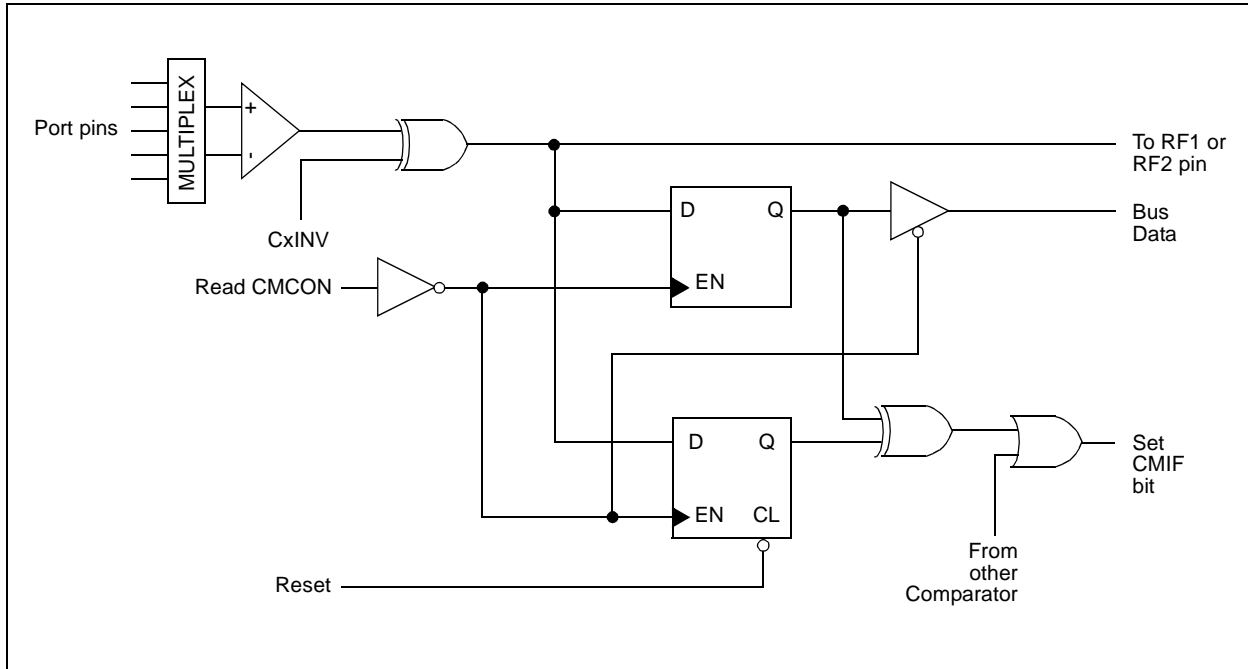 MULTIPLEX
Port pins
+
-
CxINV
To RF1 or
RF2 pin
D
Q
EN
Bus
Data
Read CMCON
D
Q
EN
CL
Set
CMIF
bit
From
other
Comparator
Reset